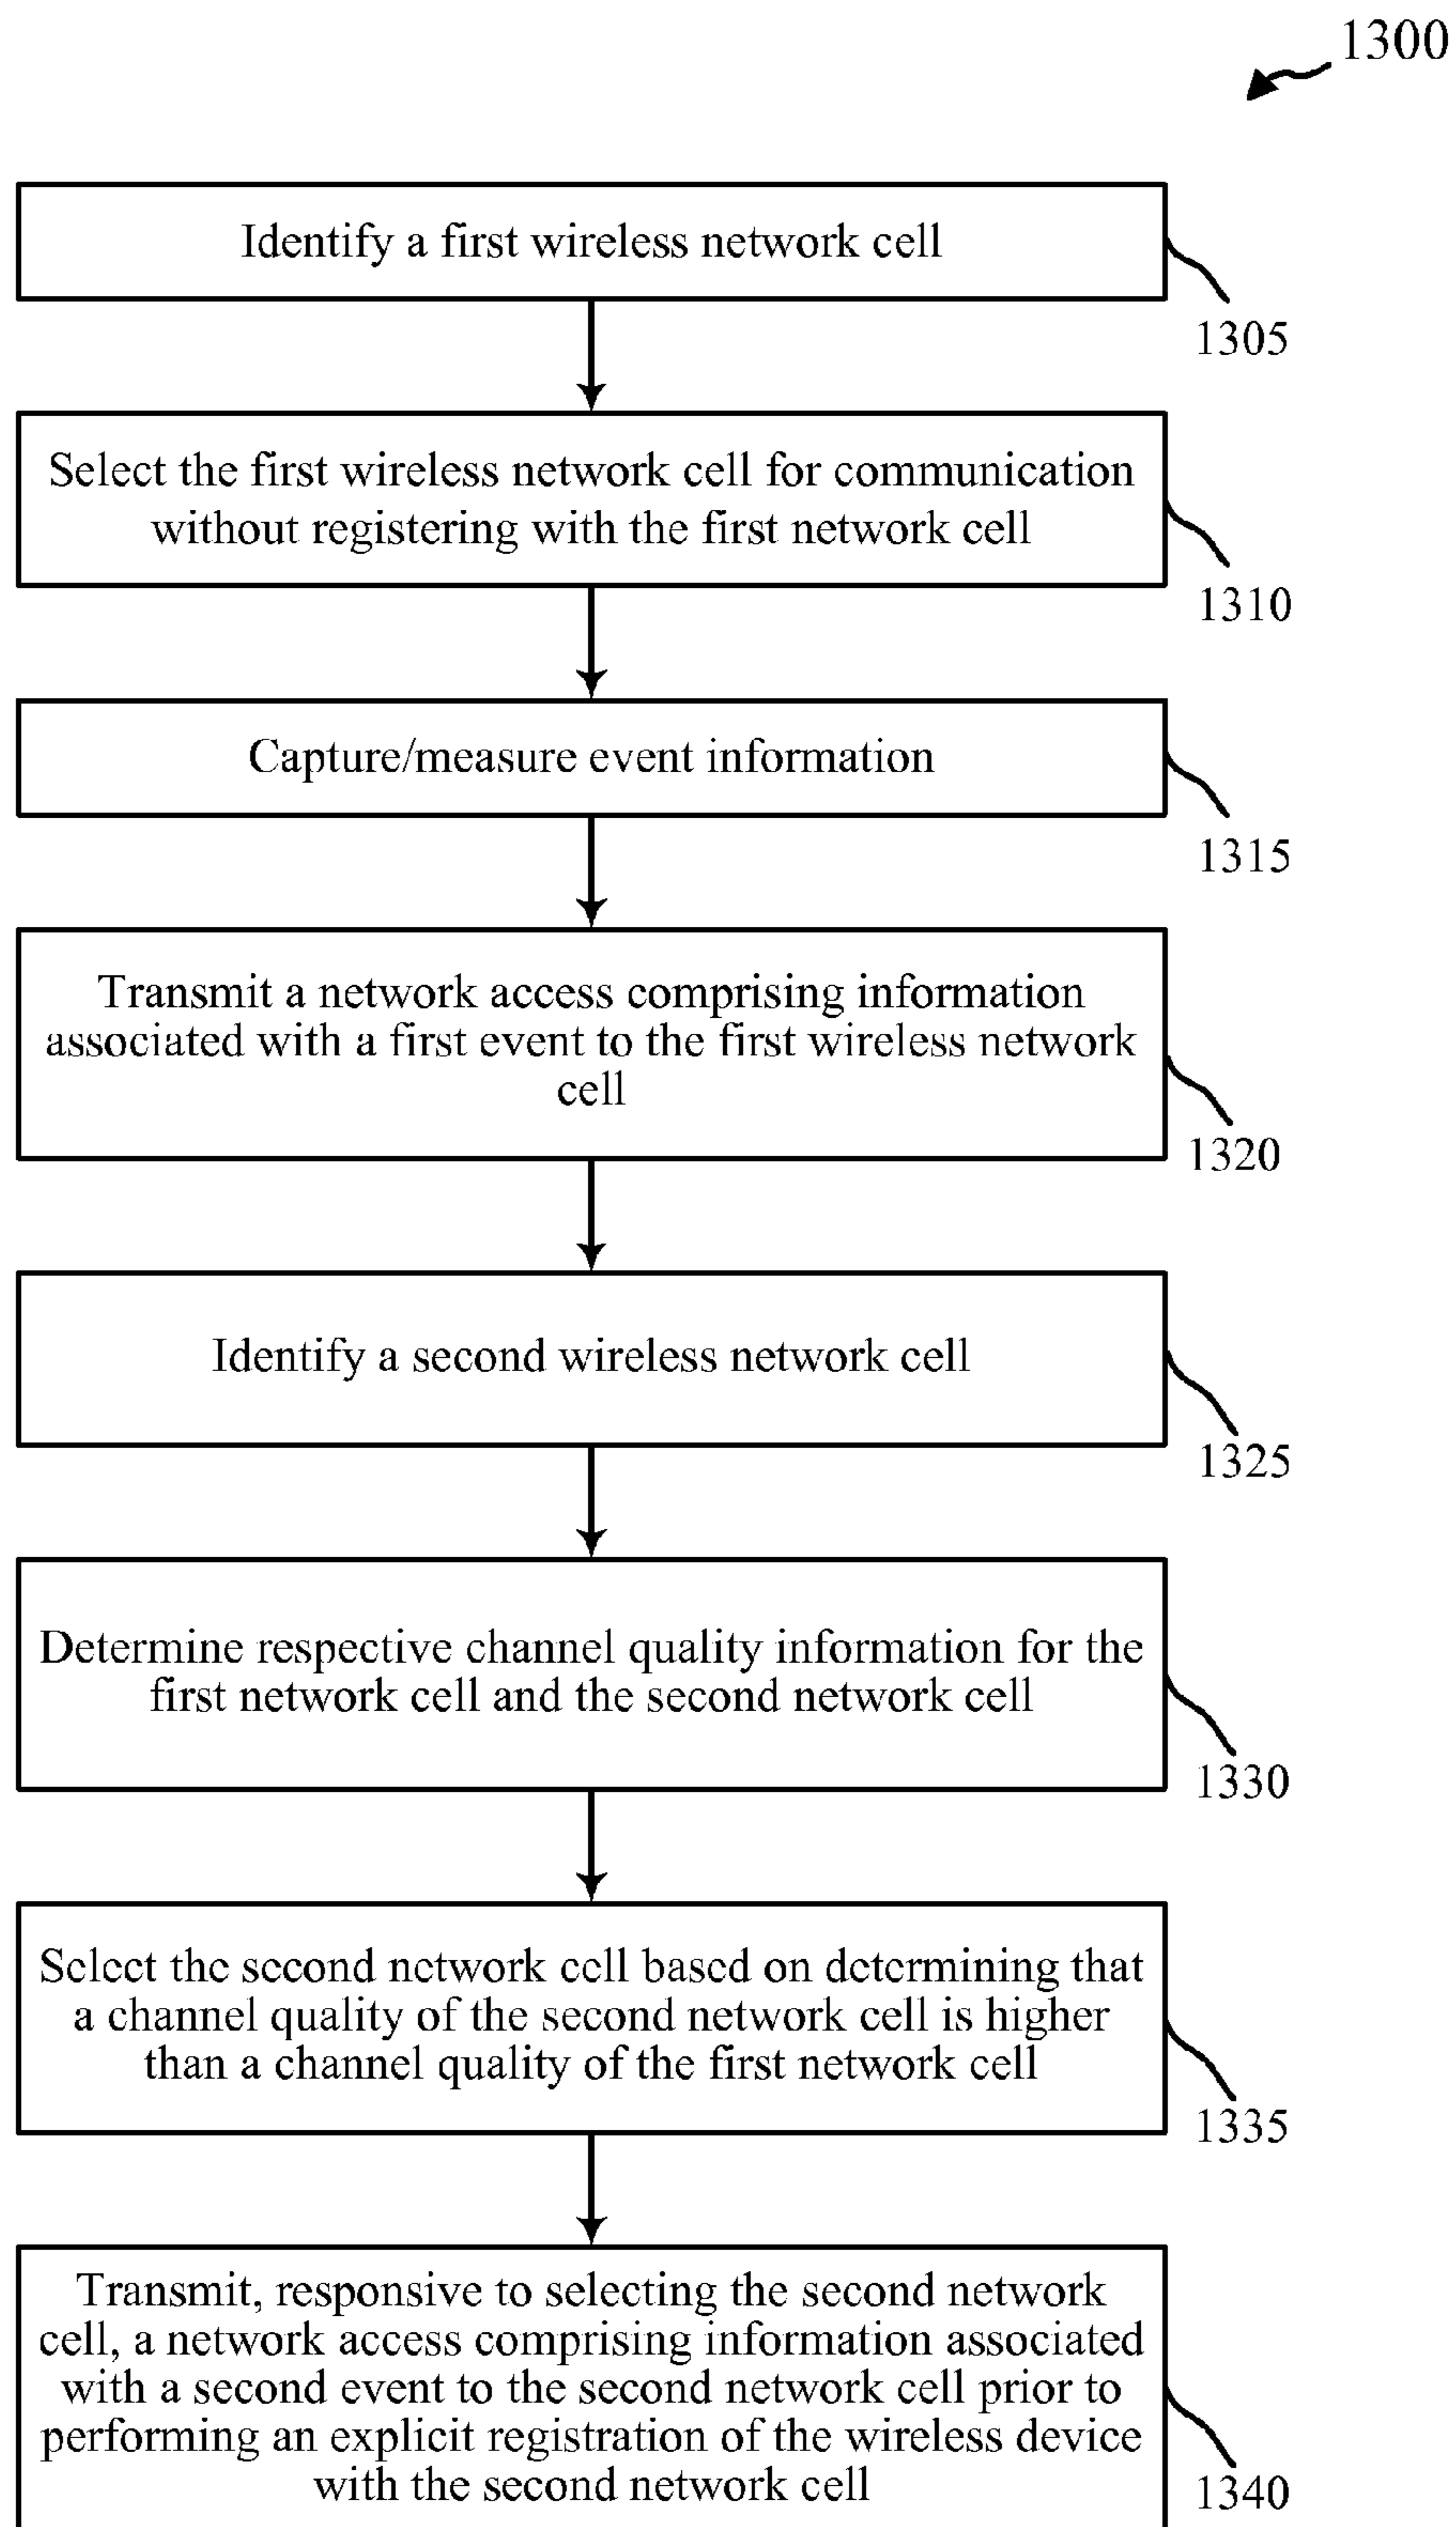 1300
Identify a first wireless network cell
1305
Select the first wireless network cell for communication
without registering with the first network cell
1310
Capture/measure event information
1315
Transmit a network access comprising information
associated with a first event to the first wireless network
cell
1320
Identify a second wireless network cell
1325
Determine respective channel quality information for the
first network cell and the second network cell
1330
Select the second network cell based on determining that
a channel quality of the second network cell is higher
than a channel quality of the first network cell
1335
Transmit, responsive to selecting the second network
cell, a network access comprising information associated
with a second event to the second network cell prior to
performing an explicit registration of the wireless device
with the second network cell
1340